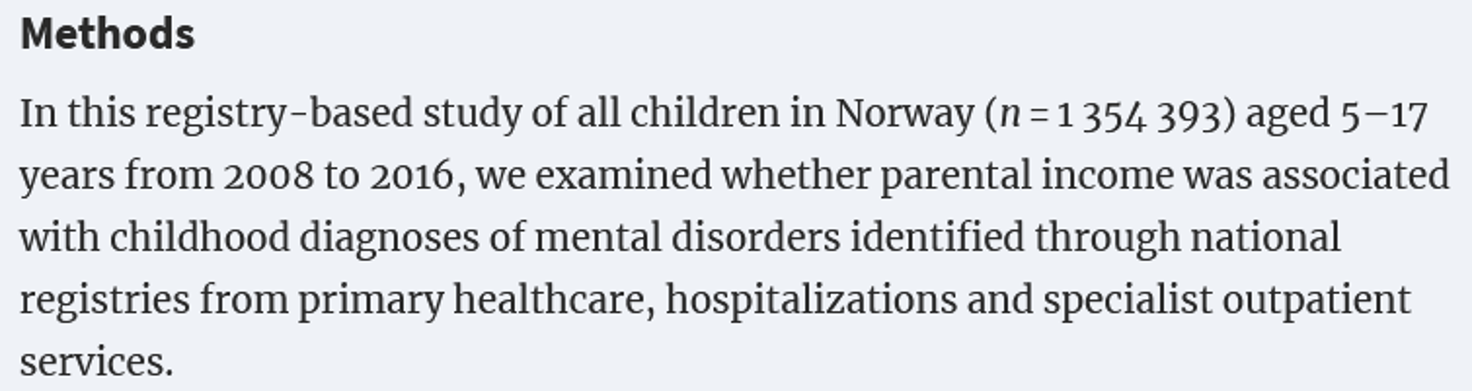 Methods
In this registry-based study of all children in Norway (n = 1 354 393) aged 5–17
years from 2008 to 2016, we examined whether parental income was associated
with childhood diagnoses of mental disorders identified through national
registries from primary healthcare, hospitalizations and specialist outpatient
services.